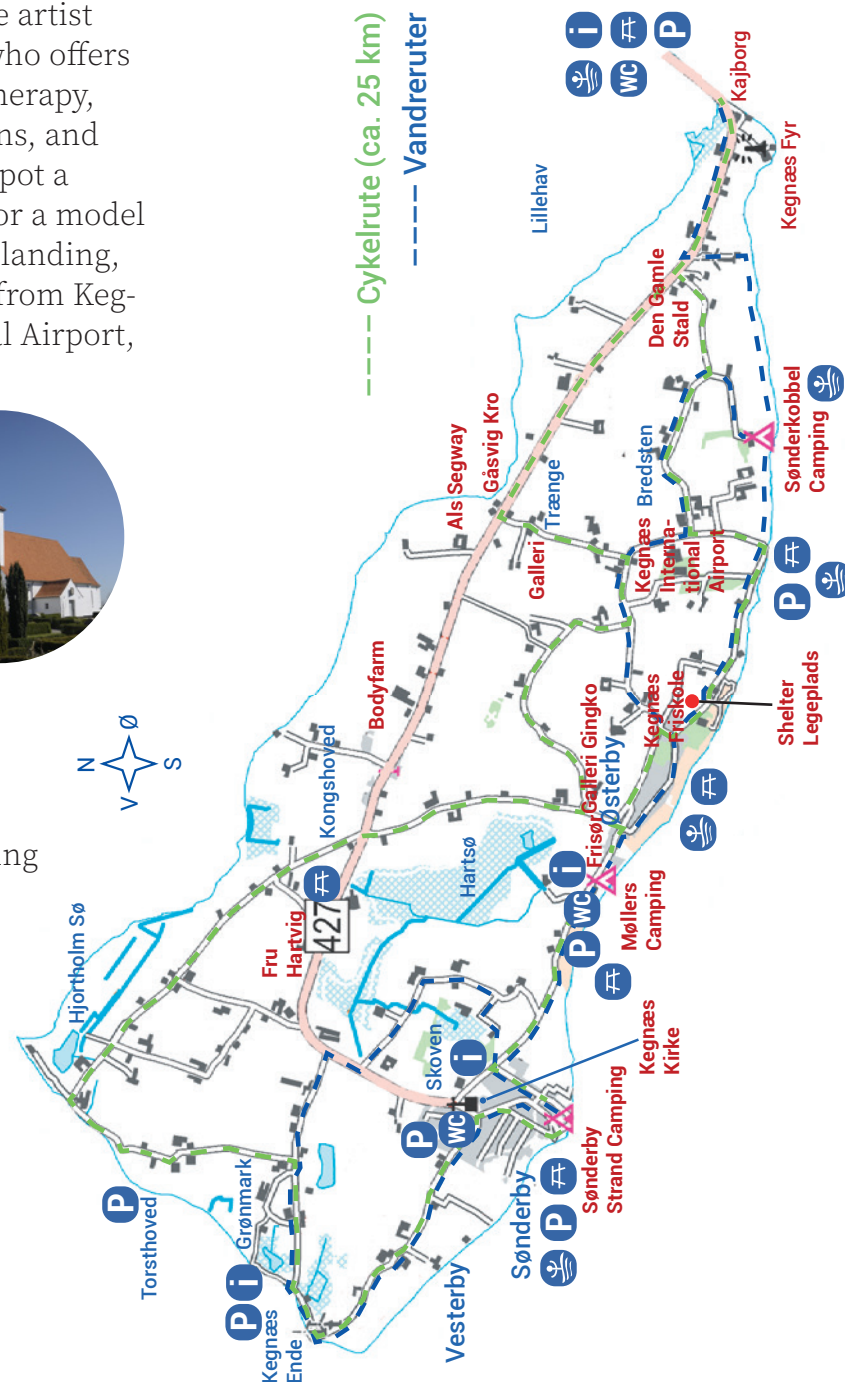 e artist
who offers
herapy,
ns, and
pot a
or a model
landing,
from Keg-
al Airport,
ing
N
V
Ø
S
---- Cykelrute (ca. 25 km)
---- Vandreruter
Hjortholm Sø
Torsthoved
P
Grønmark
P
i
Kegnæs
Ende
Vesterby
Fru
Hartvig
427
Kongshoved
Bodyfarm
Hartsø
Skoven
i
P
WC
Kegnæs
Kirke
Sønderby
P
Sønderby
Strand Camping
P
WC
i
Møllers
Camping
Frisør
Galleri Gingko
Østerby
Kegnæs
Friskole
Shelter
Legeplads
Als Segway
Gåsvig Kro
Galleri
Trænge
Kegnæs
Interna-
tional
Airport
P
Bredsten
Den Gamle
Stald
Sønderkobbel
Camping
Lillehav
Kajborg
Kegnæs Fyr
i
WC
P